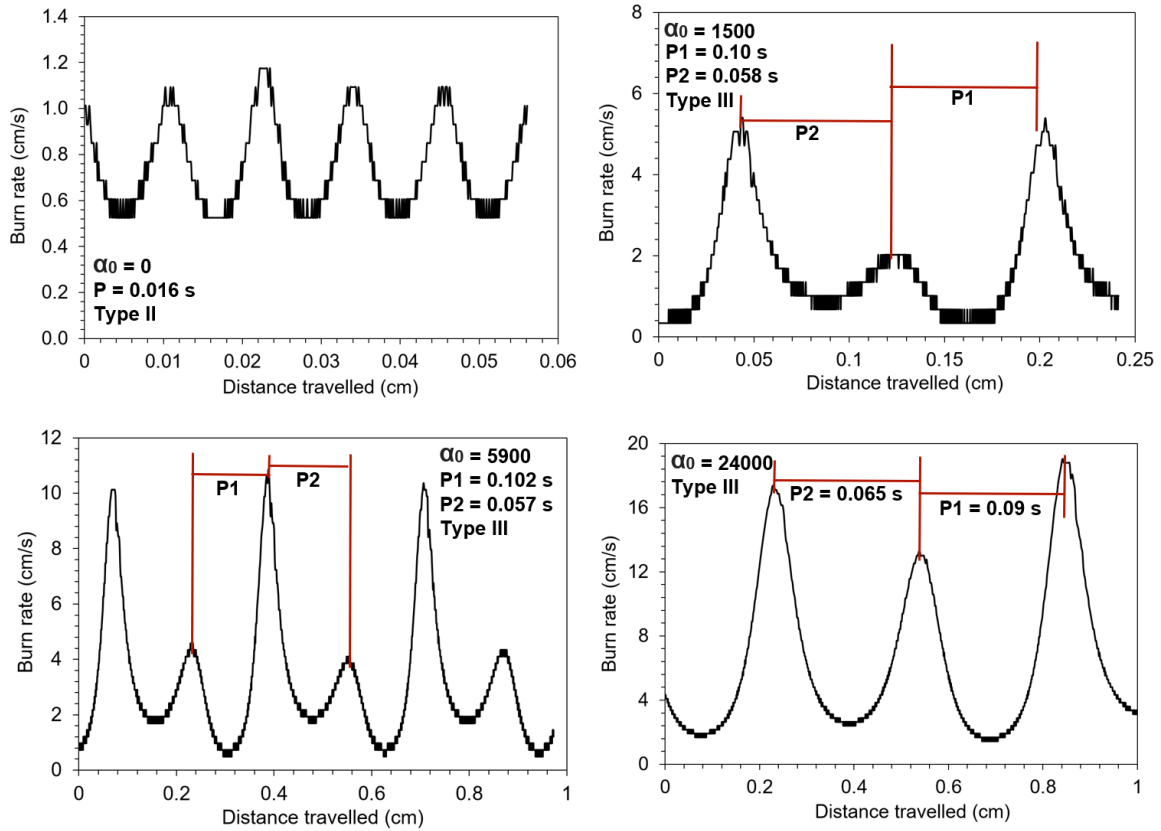 1.4
1.2
1.0
0.8
0.6
0.4
0.2
0.0
Burn rate (cm/s)
α0 = 0
P = 0.016 s
Type II
0 0.01 0.02 0.03 0.04 0.05 0.06
Distance travelled (cm)
8
6
4
2
0
Burn rate (cm/s)
α0 = 1500
P1 = 0.10 s
P2 = 0.058 s
Type III
P1
P2
0 0.05 0.1 0.15 0.2 0.25
Distance travelled (cm)
12
10
8
6
4
2
0
Burn rate (cm/s)
P1
P2
α0 = 5900
P1 = 0.102 s
P2 = 0.057 s
Type III
0 0.2 0.4 0.6 0.8 1
Distance travelled (cm)
20
16
12
8
4
0
Burn rate (cm/s)
α0 = 24000
Type III
P2 = 0.065 s
P1 = 0.09 s
0 0.2 0.4 0.6 0.8 1
Distance travelled (cm)